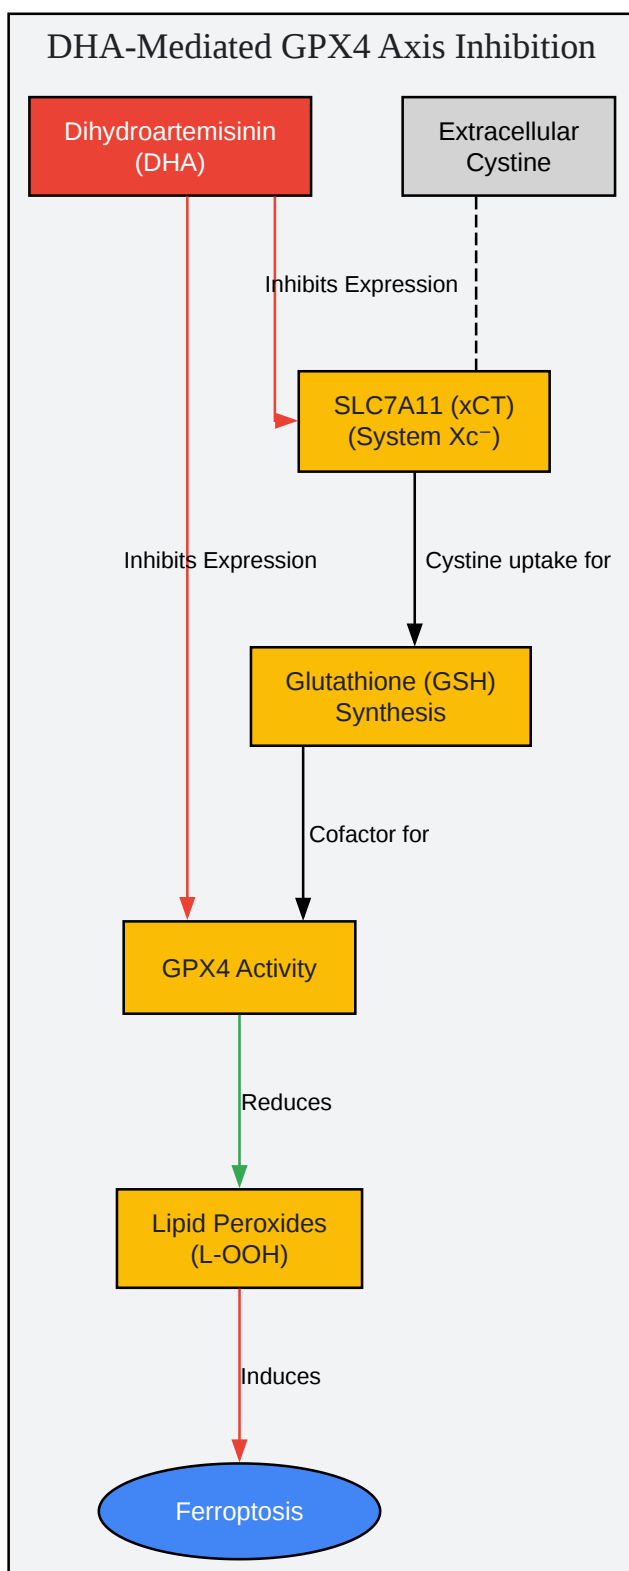 DHA-Mediated GPX4 Axis Inhibition
Dihydroartemisinin
(DHA)
Extracellular
Cystine
Inhibits Expression
SLC7A11 (xCT)
(System Xc⁻)
Inhibits Expression
Cystine uptake for
Glutathione (GSH)
Synthesis
Cofactor for
GPX4 Activity
Reduces
Lipid Peroxides
(L-OOH)
Induces
Ferroptosis